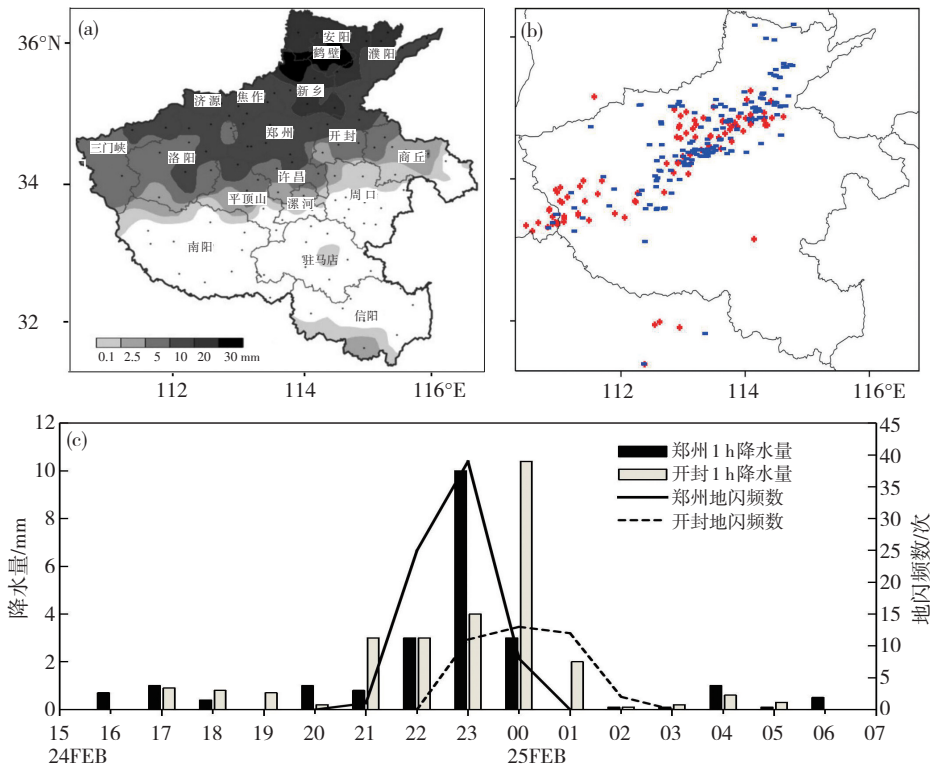 (a)
36°N
34
32
安阳
鹤壁
濮阳
新乡
济源
焦作
郑州
开封
三门峡
洛阳
商丘
许昌
平顶山
漯河
周口
南阳
驻马店
信阳
0.1 2.5 5 10 20 30 mm
112 114 116°E
(b)
112 114 116°E
(c)
降水量/mm
12
10
8
6
4
2
0
郑州1 h降水量
开封1 h降水量
郑州地闪频数
开封地闪频数
45
40
35
30
25
20
15
10
5
0
地闪频数/次
15 16 17 18 19 20 21 22 23 00 01 02 03 04 05 06 07
24FEB 25FEB